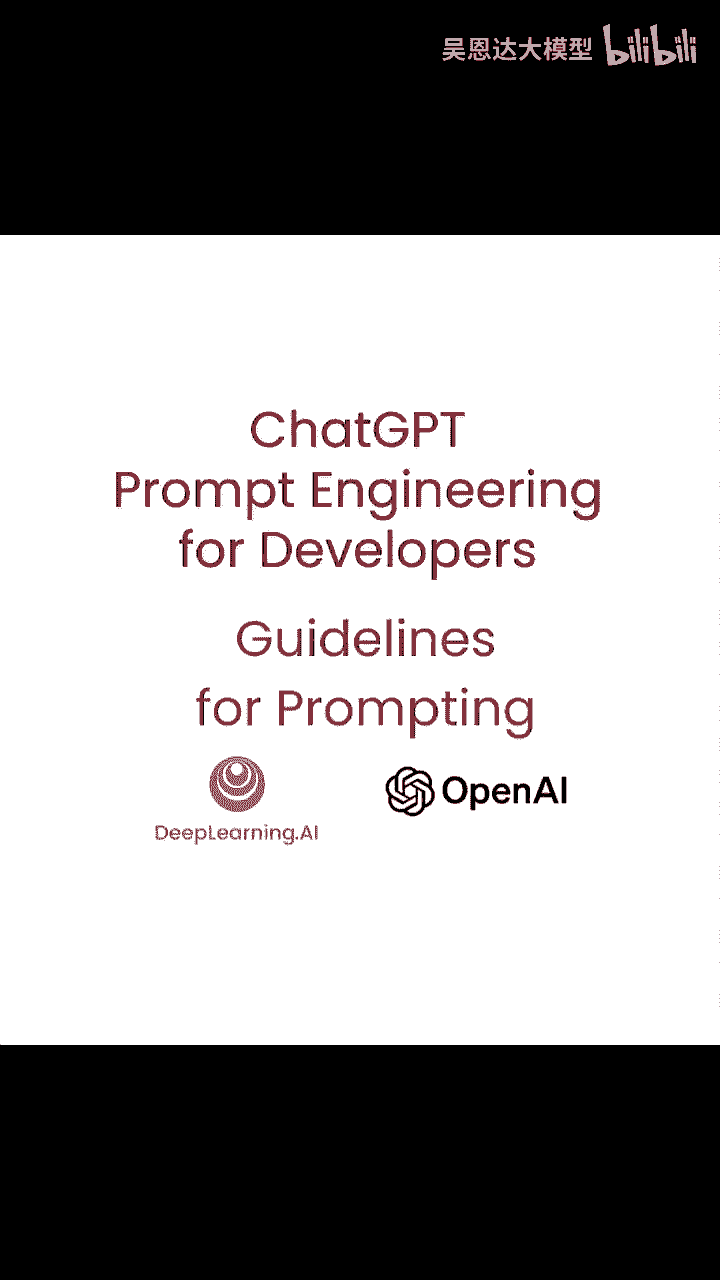 吴恩达大模型 bilibili
ChatGPT
Prompt Engineering
for Developers
Guidelines
for Prompting
DeepLearning.AI
OpenAI